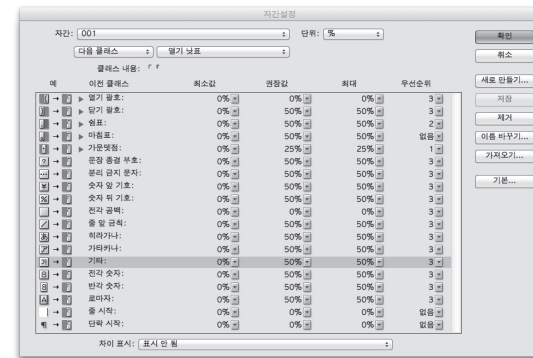 자간설정
자간: 001 단위: %
다음 클래스 열기 낫표
클래스 내용: 「『
예 이전 클래스 최소값 권장값 최대 우선순위
열기 괄호: 0% 0% 0% 3
닫기 괄호: 0% 50% 50% 3
쉼표: 0% 50% 50% 2
마침표: 0% 50% 50% 없음
가운뎃점: 0% 25% 25% 1
? 문장 종결 부호: 0% 50% 50% 3
… 분리 금지 문자: 0% 50% 50% 3
¥ 숫자 앞 기호: 0% 50% 50% 3
% 숫자 뒤 기호: 0% 50% 50% 3
전각 공백: 0% 0% 0% 3
줄 앞 금칙: 0% 50% 50% 3
あ 히라가나: 0% 50% 50% 3
ア 가타카나: 0% 50% 50% 3
가 기타: 0% 50% 50% 3
8 전각 숫자: 0% 50% 50% 3
8 반각 숫자: 0% 50% 50% 3
A 로마자: 0% 50% 50% 3
줄 시작: 0% 0% 0% 없음
¶ 단락 시작: 0% 0% 0% 없음
차이 표시: 표시 안 됨
확인
취소
새로 만들기...
저장
제거
이름 바꾸기...
가져오기...
기본...